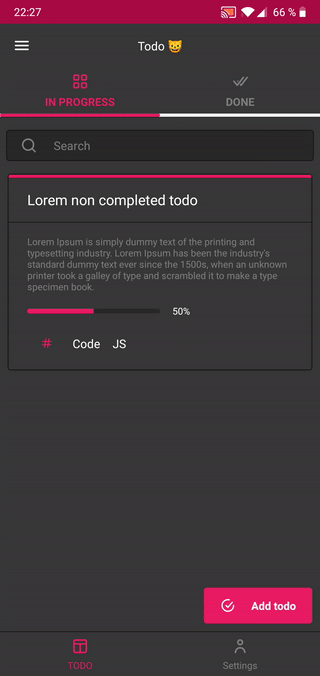 22:27
66 %
Todo 😺
IN PROGRESS
DONE
Search
Lorem non completed todo
Lorem Ipsum is simply dummy text of the printing and
typesetting industry. Lorem Ipsum has been the industry's
standard dummy text ever since the 1500s, when an unknown
printer took a galley of type and scrambled it to make a type
specimen book.
50%
# Code JS
Add todo
TODO
Settings